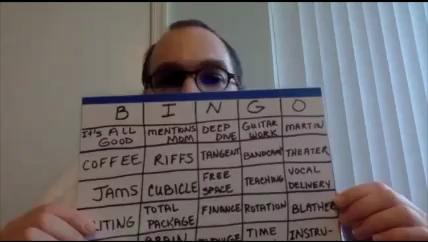 B I N G O
IT'S ALL GOOD MENTIONS MOM DEEP DIVE GUITAR WORK MARTIN
COFFEE RIFFS TANGENT BANDCAMP THEATER
JAMS CUBICLE FREE SPACE TEACHING VOCAL DELIVERY
TOTAL PACKAGE FINANCE ROTATION BLATHER
TIME INSTRU-